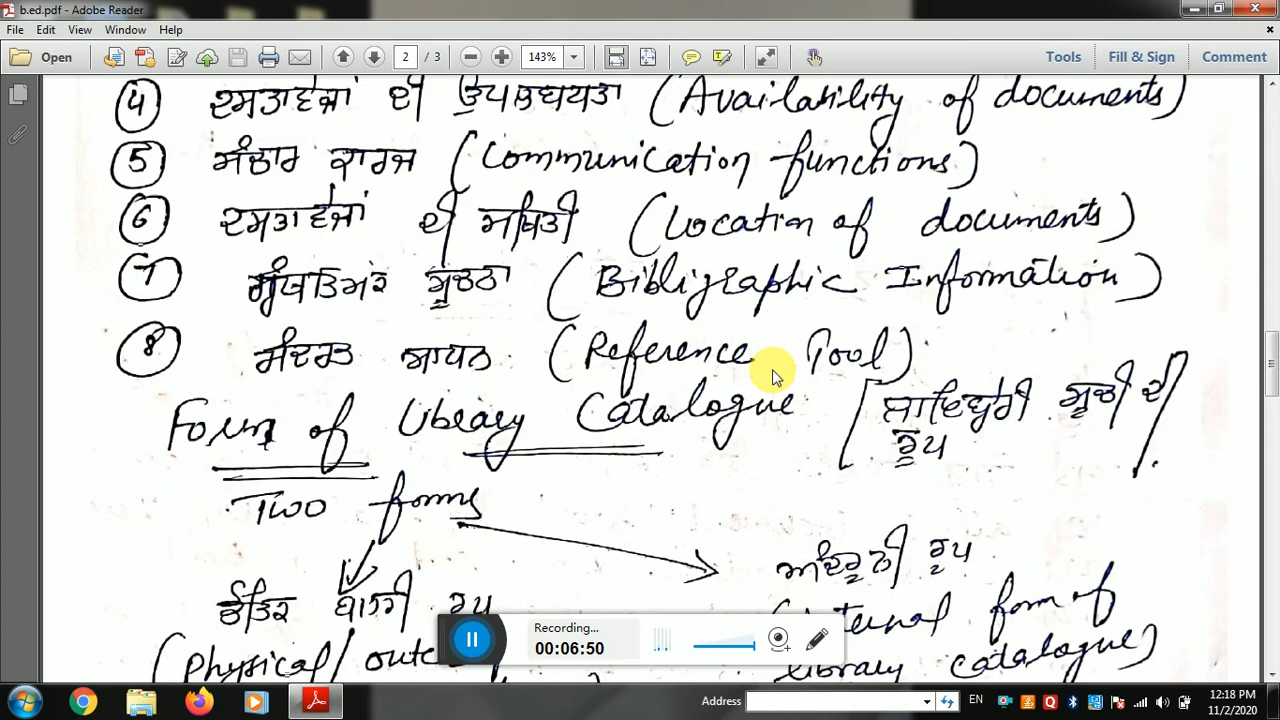 b.ed.pdf - Adobe Reader
File Edit View Window Help
Open 2 / 3 143% Tools Fill & Sign Comment
4 ਦਸਤਾਵੇਜ਼ਾਂ ਦੀ ਉਪਲਬਧਤਾ (Availability of documents)
5 ਸੰਚਾਰ ਕਾਰਜ (Communication functions)
6 ਦਸਤਾਵੇਜ਼ਾਂ ਦੀ ਸਥਿਤੀ (Location of documents)
7 ਸੂਚਨਾ (Bibligraphic Information)
8 ਸੰਦਰਭ ਸਾਧਨ (Reference Tool)
Form of Library Catalogue [ਲਾਇਬ੍ਰੇਰੀ ਸੂਚੀ ਦੇ
ਰੂਪ]
Two forms
ਅੰਦਰੂਨੀ ਰੂਪ
ਭੌਤਿਕ ਬਾਹਰੀ ਰੂਪ
form of
(Physical/
library catalogue)
Recording...
00:06:50
Address EN 12:18 PM
11/2/2020